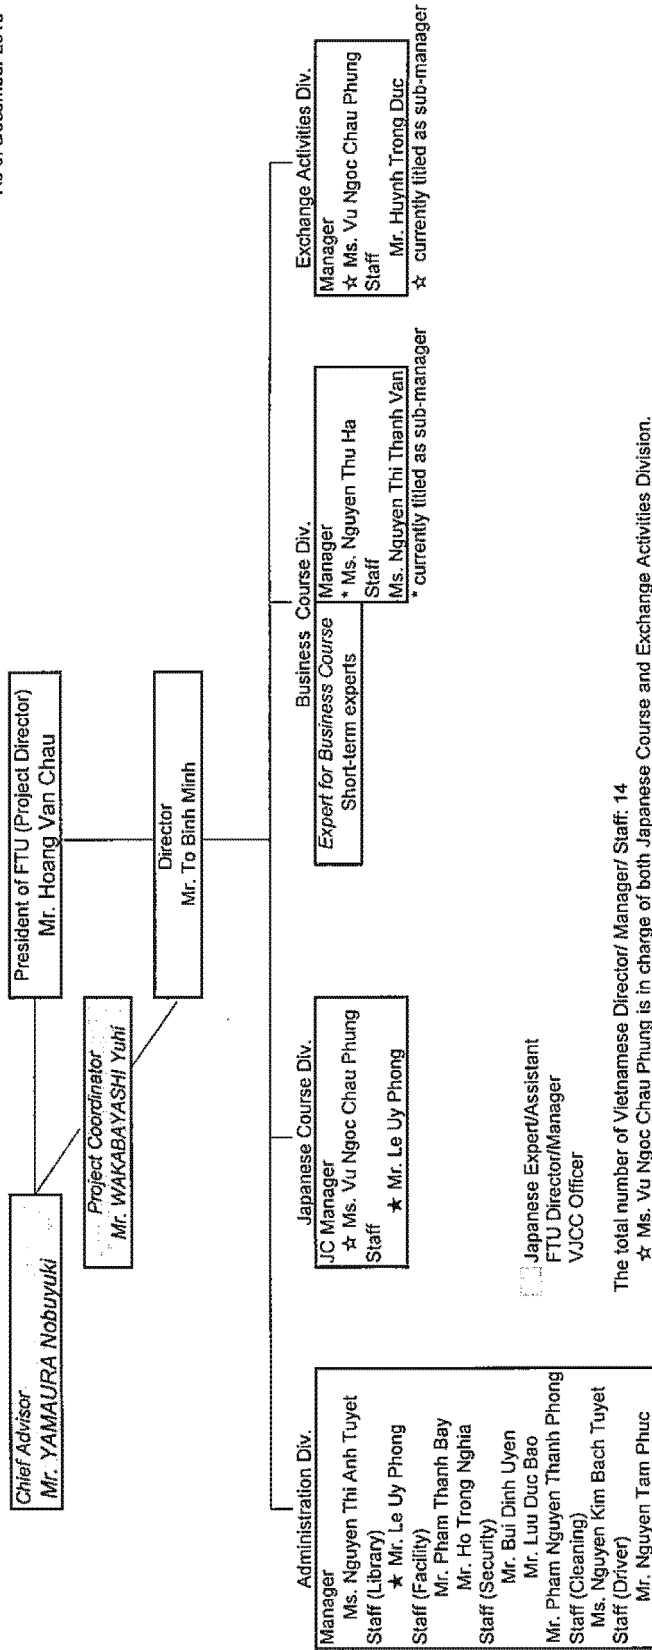 Chief Advisor
Mr. YAMAURA Nobuyuki
President of FTU (Project Director)
Mr. Hoang Van Chau
Project Coordinator
Mr. WAKABAYASHI Yuhi
Director
Mr. To Binh Minh
Administration Div.
Manager
Ms. Nguyen Thi Anh Tuyet
Staff (Library)
★ Mr. Le Uy Phong
Staff (Facility)
Mr. Pham Thanh Bay
Mr. Ho Trong Nghia
Staff (Security)
Mr. Bui Dinh Uyen
Mr. Luu Duc Bao
Mr. Pham Nguyen Thanh Phong
Staff (Cleaning)
Ms. Nguyen Kim Bach Tuyet
Staff (Driver)
Mr. Nguyen Tam Phuc
Japanese Course Div.
JC Manager
☆ Ms. Vu Ngoc Chau Phung
Staff
★ Mr. Le Uy Phong
Business Course Div.
Expert for Business Course
Short-term experts
Manager
* Ms. Nguyen Thu Ha
Staff
Ms. Nguyen Thi Thanh Van
* currently titled as sub-manager
Exchange Activities Div.
Manager
☆ Ms. Vu Ngoc Chau Phung
Staff
Mr. Huynh Trong Duc
☆ currently titled as sub-manager
Japanese Expert/Assistant
FTU Director/Manager
VJCC Officer
The total number of Vietnamese Director/ Manager/ Staff: 14
☆ Ms. Vu Ngoc Chau Phung is in charge of both Japanese Course and Exchange Activities Division.